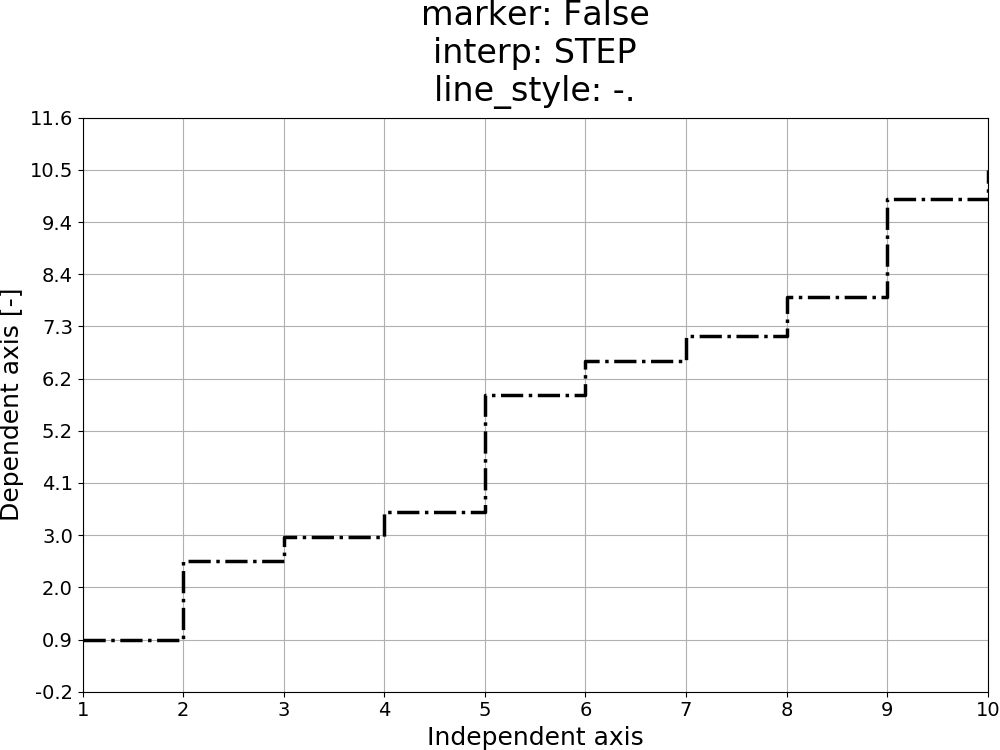 marker: False
interp: STEP
line_style: -.
11.6
10.5
9.4
8.4
7.3
6.2
5.2
4.1
3.0
2.0
0.9
-0.2
Dependent axis [-]
1 2 3 4 5 6 7 8 9 10
Independent axis